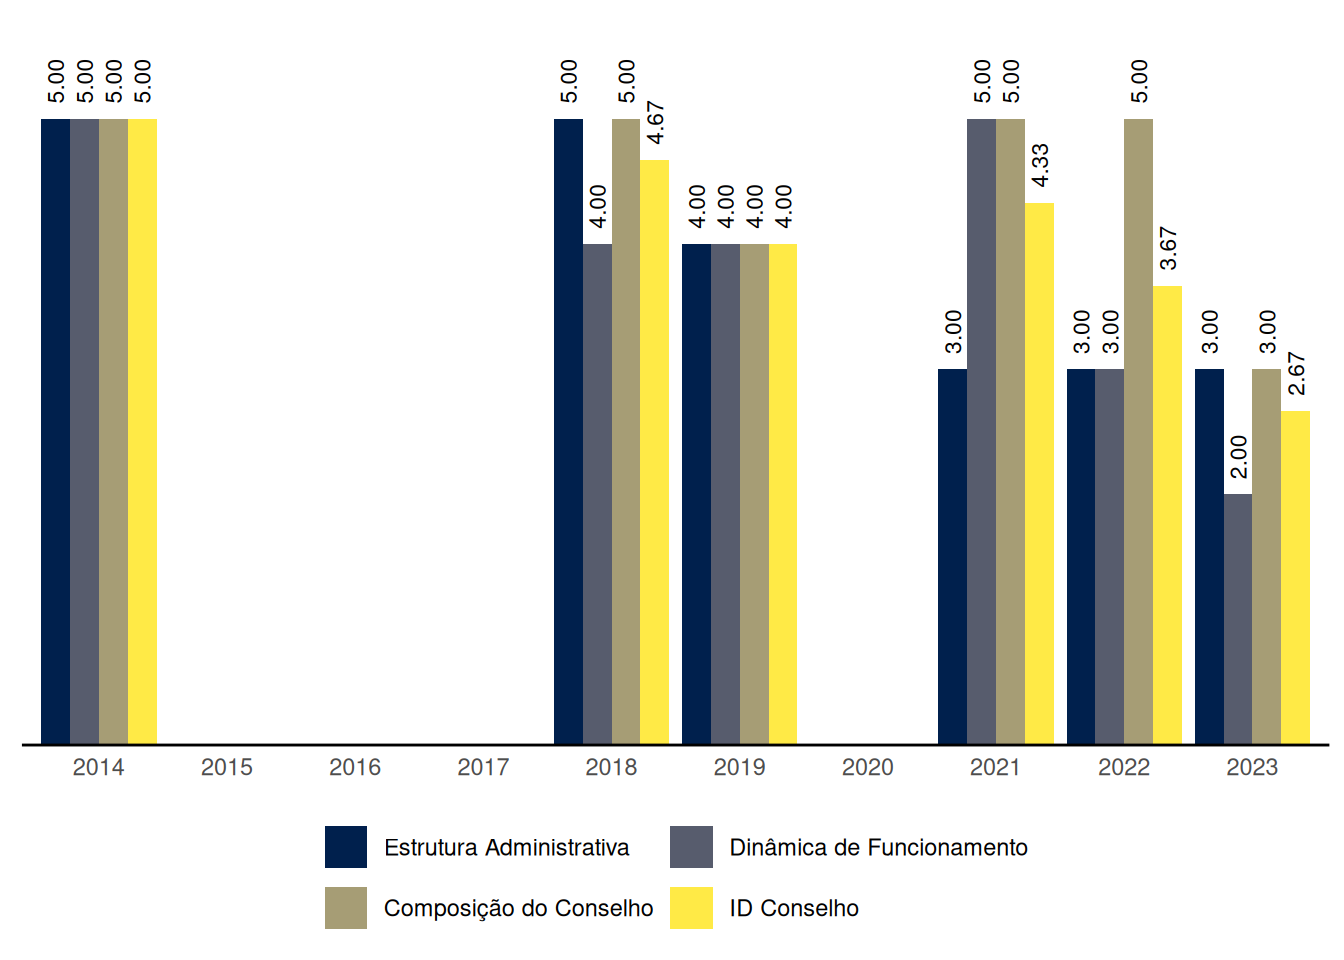 5.00 5.00 5.00 5.00 5.00 4.00 5.00 4.67 4.00 4.00 4.00 4.00 3.00 5.00 5.00 4.33 3.00 3.00 5.00 3.67 3.00 2.00 3.00 2.67
2014 2015 2016 2017 2018 2019 2020 2021 2022 2023
Estrutura Administrativa Dinâmica de Funcionamento
Composição do Conselho ID Conselho